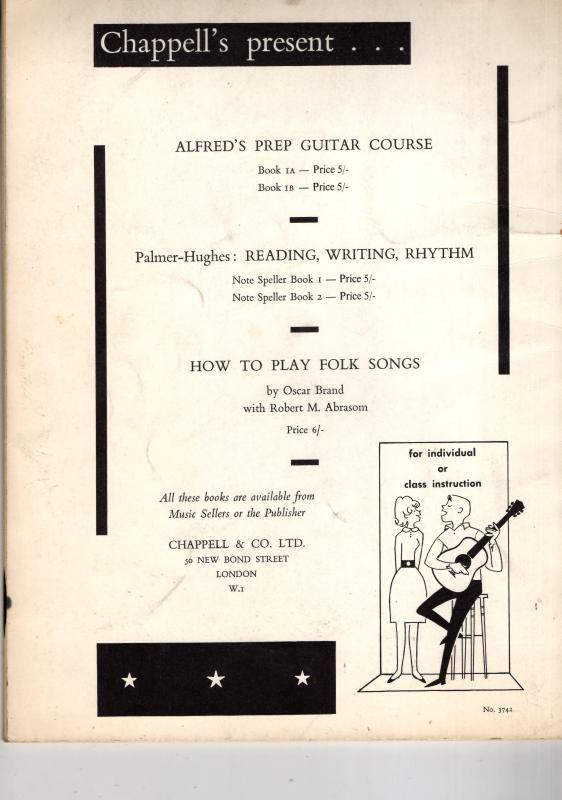 Chappell's present . . .
ALFRED'S PREP GUITAR COURSE
Book 1A — Price 5/-
Book 1B — Price 5/-
Palmer-Hughes: READING, WRITING, RHYTHM
Note Speller Book 1 — Price 5/-
Note Speller Book 2 — Price 5/-
HOW TO PLAY FOLK SONGS
by Oscar Brand
with Robert M. Abrasom
Price 6/-
for individual
or
class instruction
All these books are available from
Music Sellers or the Publisher
CHAPPELL & CO. LTD.
50 NEW BOND STREET
LONDON
W.1
No. 3742